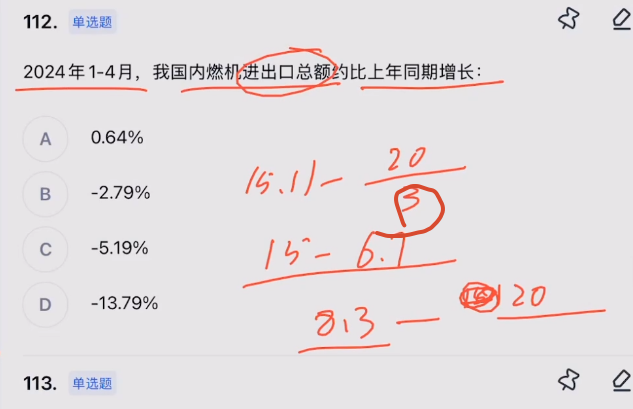 112. 单选题
2024年1-4月，我国内燃机进出口总额约比上年同期增长：
A 0.64%
B -2.79%
C -5.19%
D -13.79%
15.11 - 20
3
15 - 6.7
8.3 - 120
113. 单选题